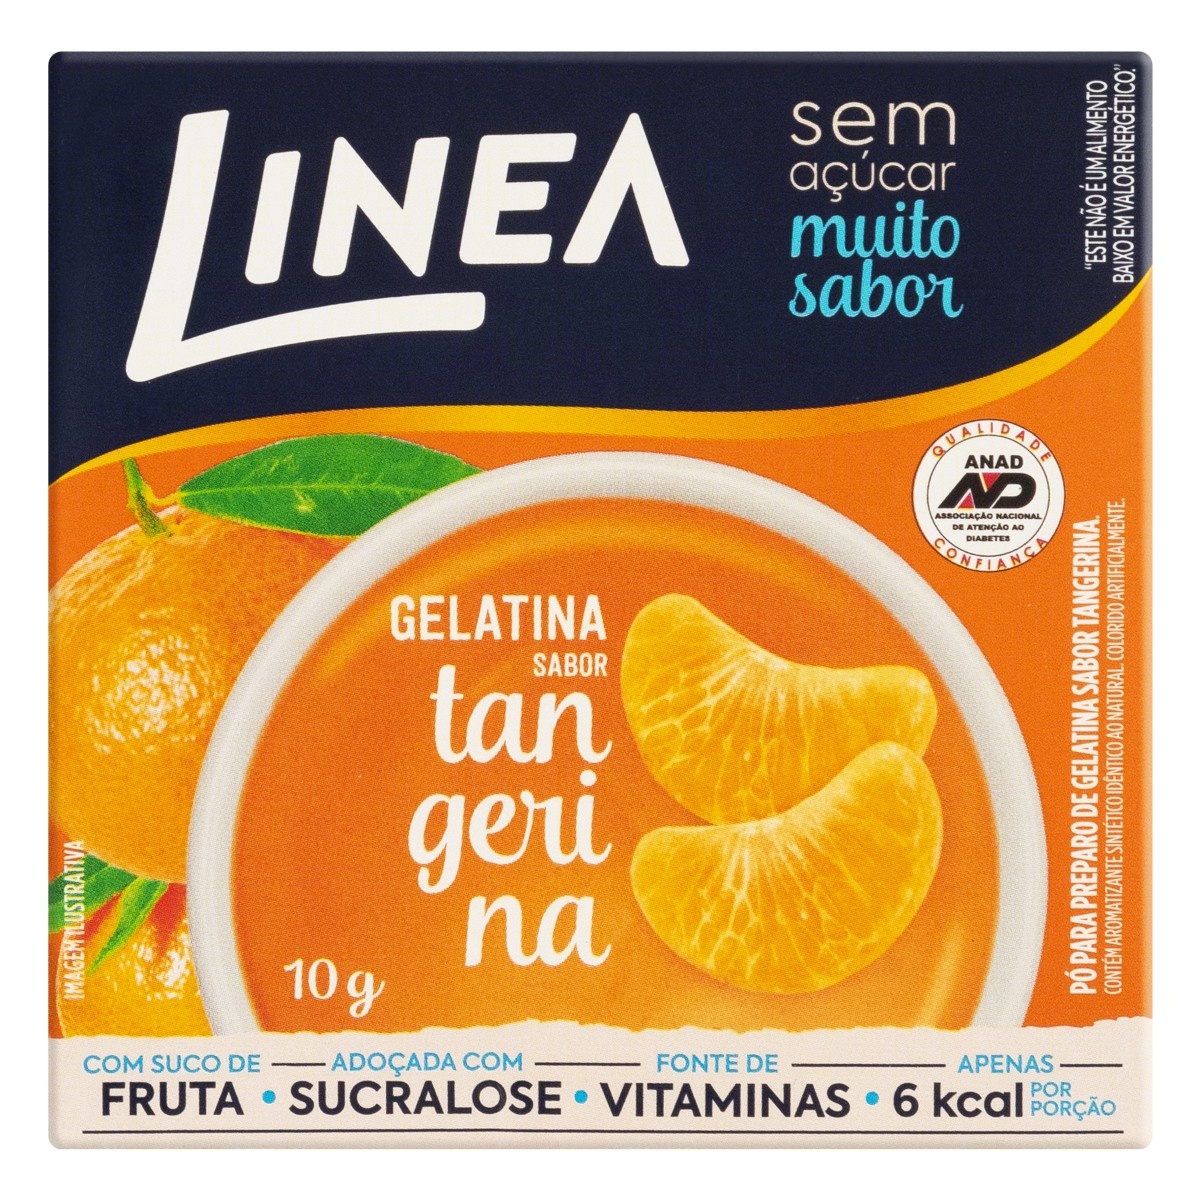 LINEA
sem
açúcar
muito
sabor
"ESTE NÃO É UM ALIMENTO
BAIXO EM VALOR ENERGÉTICO."
QUALIDADE
ANAD
AND
ASSOCIAÇÃO NACIONAL
DE ATENÇÃO AO
DIABETES
CONFIANÇA
GELATINA
SABOR
tan
geri
na
10 g
IMAGEM ILUSTRATIVA
PÓ PARA PREPARO DE GELATINA SABOR TANGERINA.
CONTÉM AROMATIZANTE SINTÉTICO IDÊNTICO AO NATURAL. COLORIDO ARTIFICIALMENTE.
COM SUCO DE
FRUTA
ADOÇADA COM
SUCRALOSE
FONTE DE
VITAMINAS
APENAS
6 kcal POR
PORÇÃO